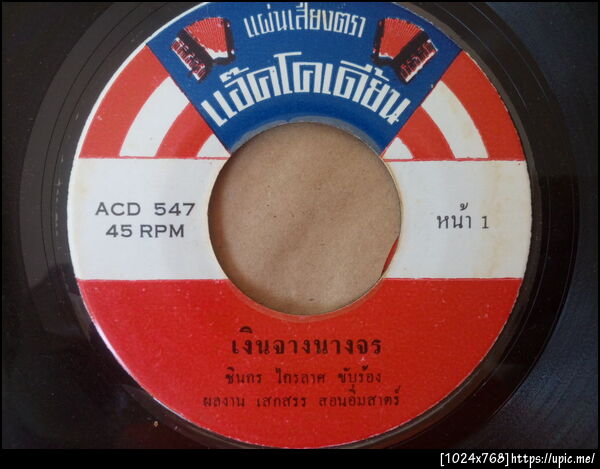 แผ่นเสียงตรา
แอ๊คโคเดี้ยน
ACD 547
45 RPM
หน้า 1
เงินจางนางจร
ชินกร ไกรลาศ ขับร้อง
ผลงาน เสกสรร สอนอิ่มสาตร์
[1024x768]https://upic.me/